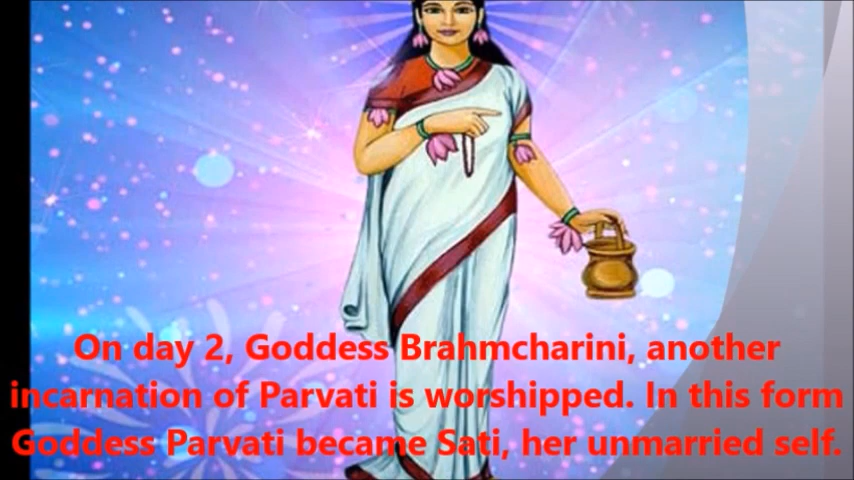 On day 2, Goddess Brahmcharini, another
incarnation of Parvati is worshipped. In this form
Goddess Parvati became Sati, her unmarried self.